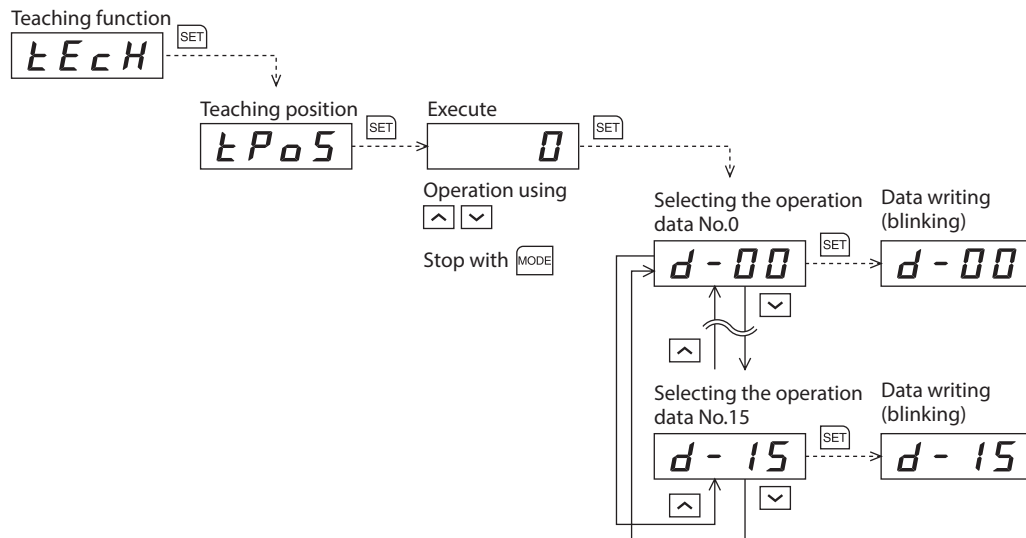 Teaching function
SET
tEcH
Teaching position
SET
tPoS
Execute
SET
0
Operation using
Stop with MODE
Selecting the operation
data No.0
SET
d-00
Data writing
(blinking)
d-00
Selecting the operation
data No.15
SET
d-15
Data writing
(blinking)
d-15